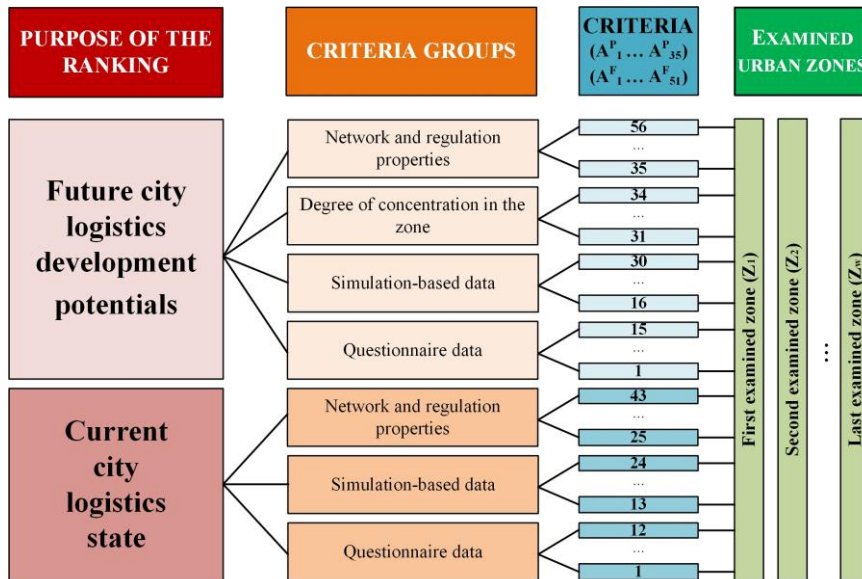 PURPOSE OF THE
RANKING
CRITERIA GROUPS
CRITERIA
(A^P_1 ... A^P_35)
(A^F_1 ... A^F_51)
EXAMINED
URBAN ZONES
Future city
logistics
development
potentials
Network and regulation
properties
56
...
35
Degree of concentration in the
zone
34
...
31
Simulation-based data
30
...
16
Questionnaire data
15
...
1
Current
city
logistics
state
Network and regulation
properties
43
...
25
Simulation-based data
24
...
13
Questionnaire data
12
...
1
First examined zone (Z1)
Second examined zone (Z2)
...
Last examined zone (Zw)